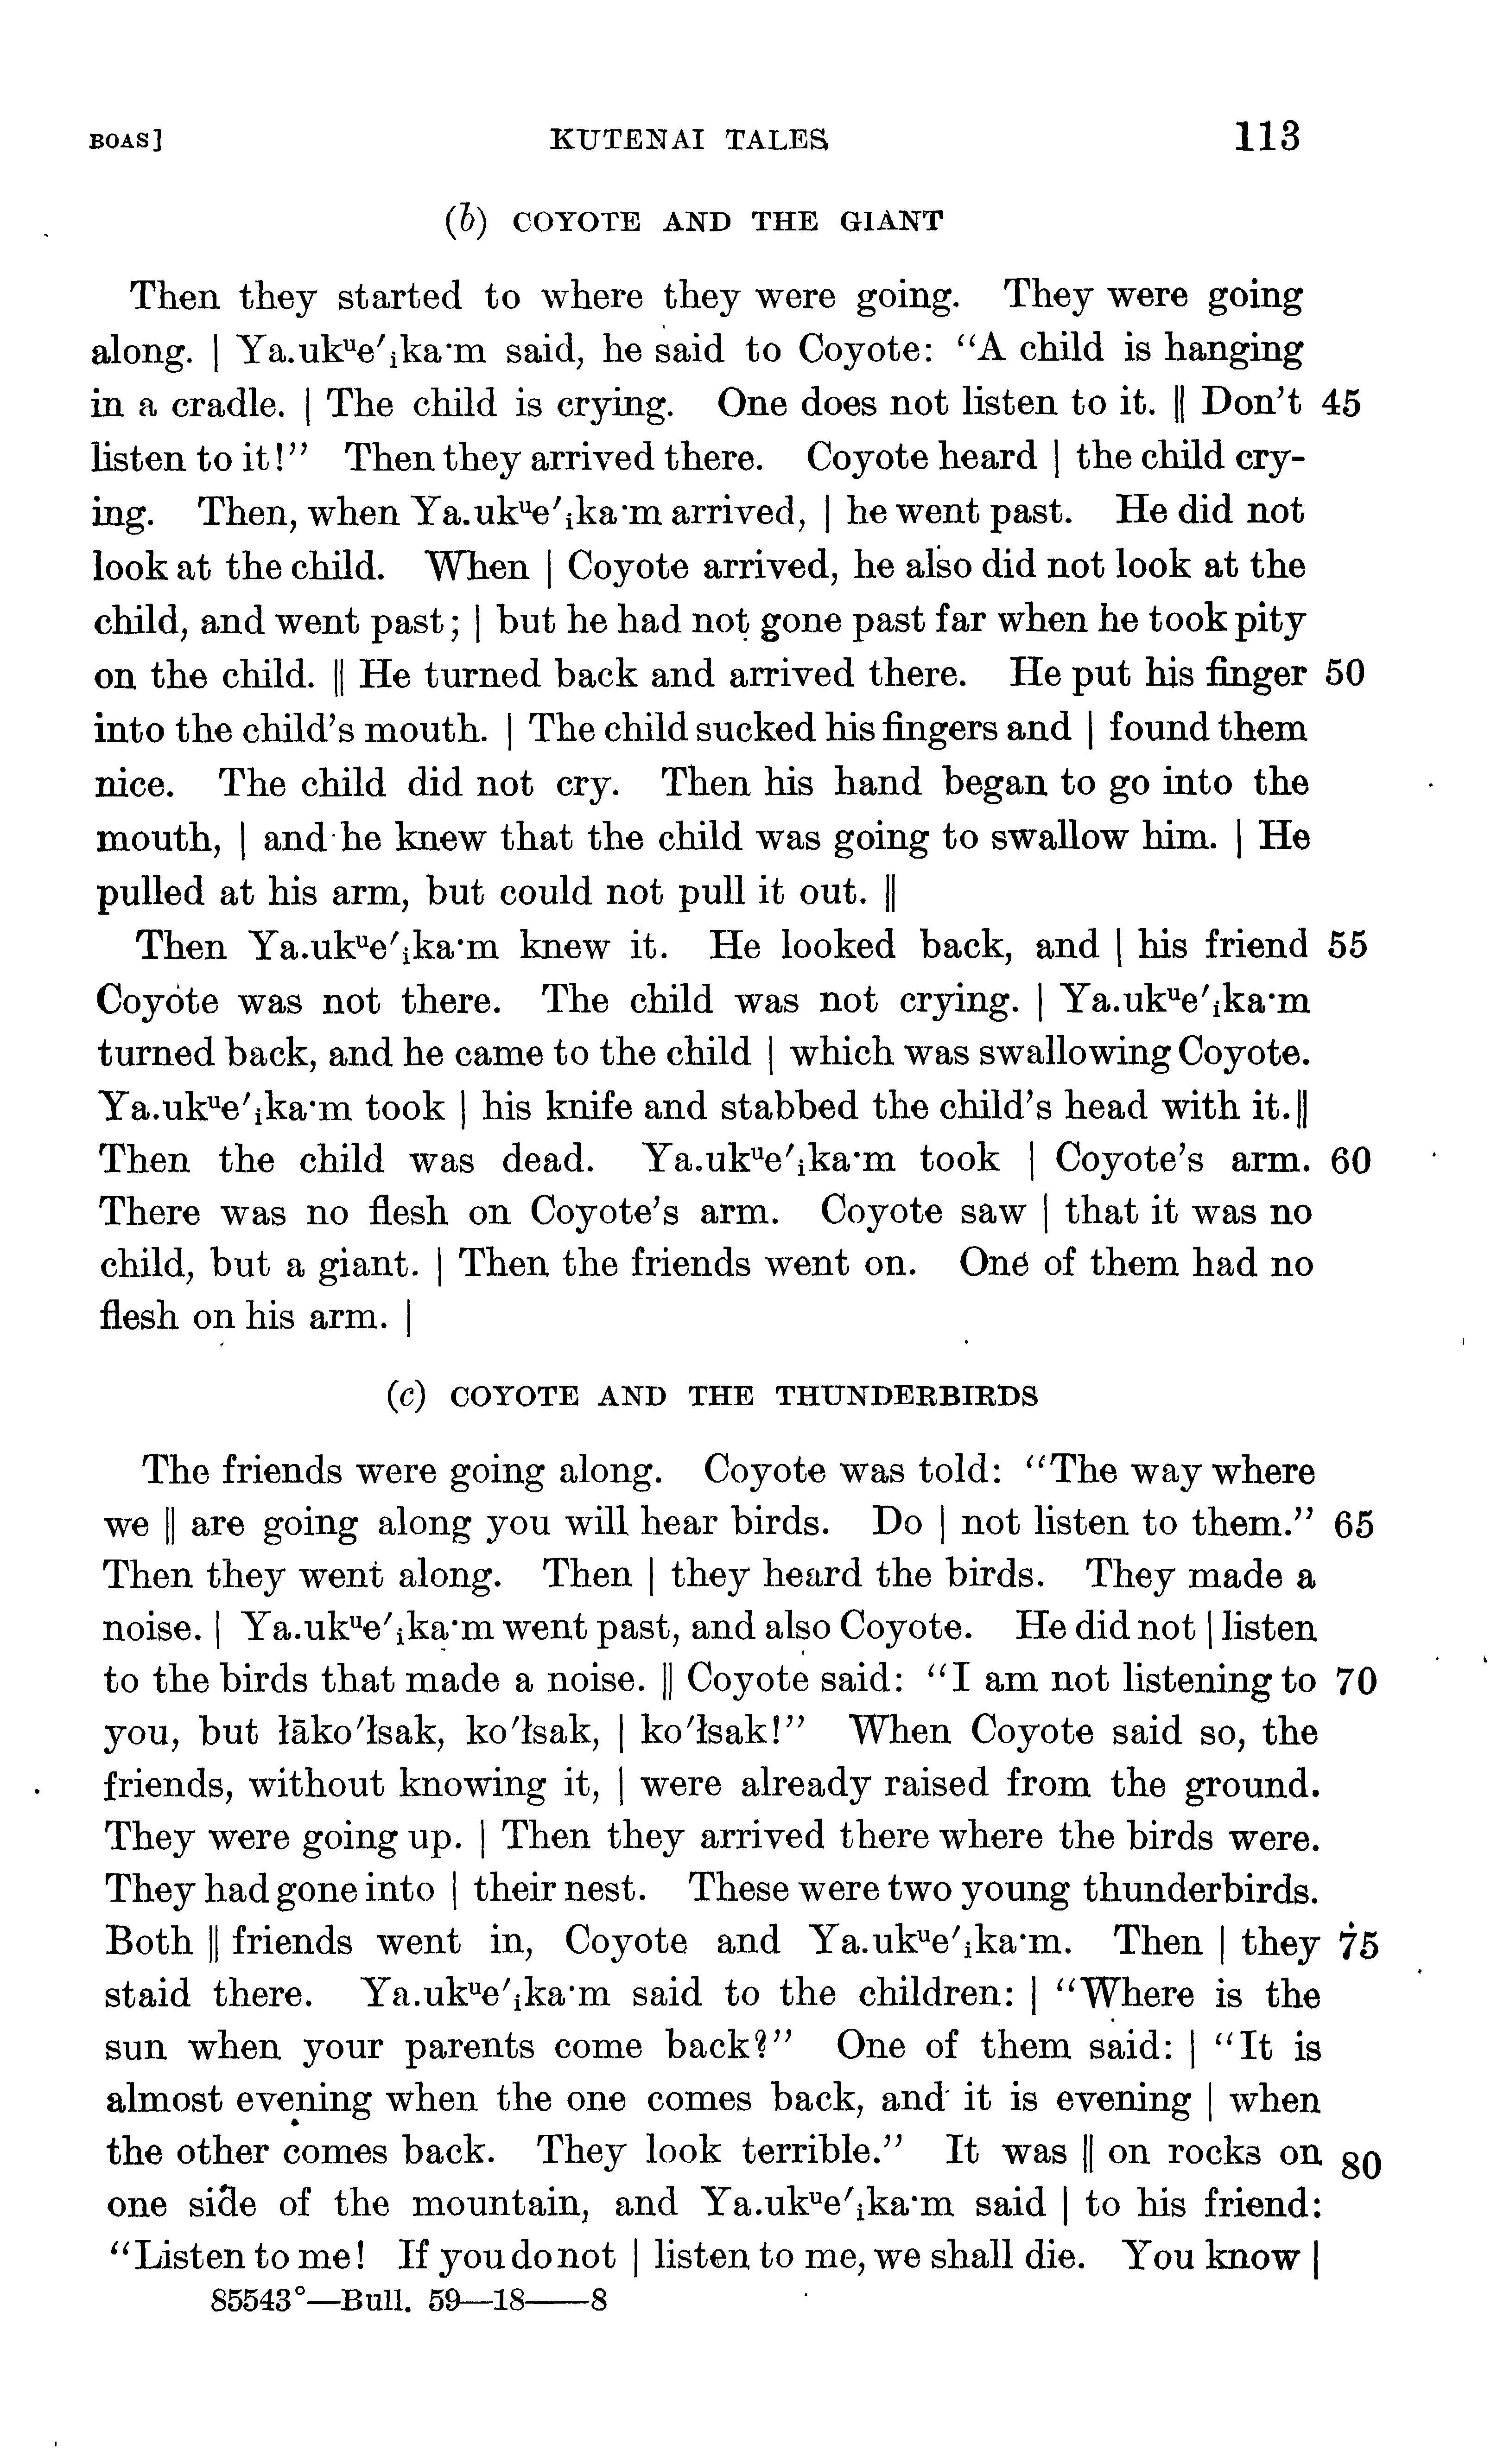 BOAS] KUTENAI TALES 113
(b) COYOTE AND THE GIANT
Then they started to where they were going. They were going
along. | Ya.ukᵘe′ᵢka·m said, he said to Coyote: “A child is hanging
in a cradle. | The child is crying. One does not listen to it. ‖ Don’t 45
listen to it!” Then they arrived there. Coyote heard | the child cry-
ing. Then, when Ya.ukᵘe′ᵢka·m arrived, | he went past. He did not
look at the child. When | Coyote arrived, he also did not look at the
child, and went past; | but he had not gone past far when he took pity
on the child. ‖ He turned back and arrived there. He put his finger 50
into the child’s mouth. | The child sucked his fingers and | found them
nice. The child did not cry. Then his hand began to go into the
mouth, | and he knew that the child was going to swallow him. | He
pulled at his arm, but could not pull it out. ‖
Then Ya.ukᵘe′ᵢka·m knew it. He looked back, and | his friend 55
Coyote was not there. The child was not crying. | Ya.ukᵘe′ᵢka·m
turned back, and he came to the child | which was swallowing Coyote.
Ya.ukᵘe′ᵢka·m took | his knife and stabbed the child’s head with it. ‖
Then the child was dead. Ya.ukᵘe′ᵢka·m took | Coyote’s arm. 60
There was no flesh on Coyote’s arm. Coyote saw | that it was no
child, but a giant. | Then the friends went on. One of them had no
flesh on his arm. |
(c) COYOTE AND THE THUNDERBIRDS
The friends were going along. Coyote was told: “The way where
we ‖ are going along you will hear birds. Do | not listen to them.” 65
Then they went along. Then | they heard the birds. They made a
noise. | Ya.ukᵘe′ᵢka·m went past, and also Coyote. He did not | listen
to the birds that made a noise. ‖ Coyote said: “I am not listening to 70
you, but łāko′łsak, ko′łsak, | ko′łsak!” When Coyote said so, the
friends, without knowing it, | were already raised from the ground.
They were going up. | Then they arrived there where the birds were.
They had gone into | their nest. These were two young thunderbirds.
Both ‖ friends went in, Coyote and Ya.ukᵘe′ᵢka·m. Then | they 75
staid there. Ya.ukᵘe′ᵢka·m said to the children: | “Where is the
sun when your parents come back?” One of them said: | “It is
almost evening when the one comes back, and it is evening | when
the other comes back. They look terrible.” It was ‖ on rocks on 80
one side of the mountain, and Ya.ukᵘe′ᵢka·m said | to his friend:
“Listen to me! If you do not | listen to me, we shall die. You know |
85543°—Bull. 59—18——8